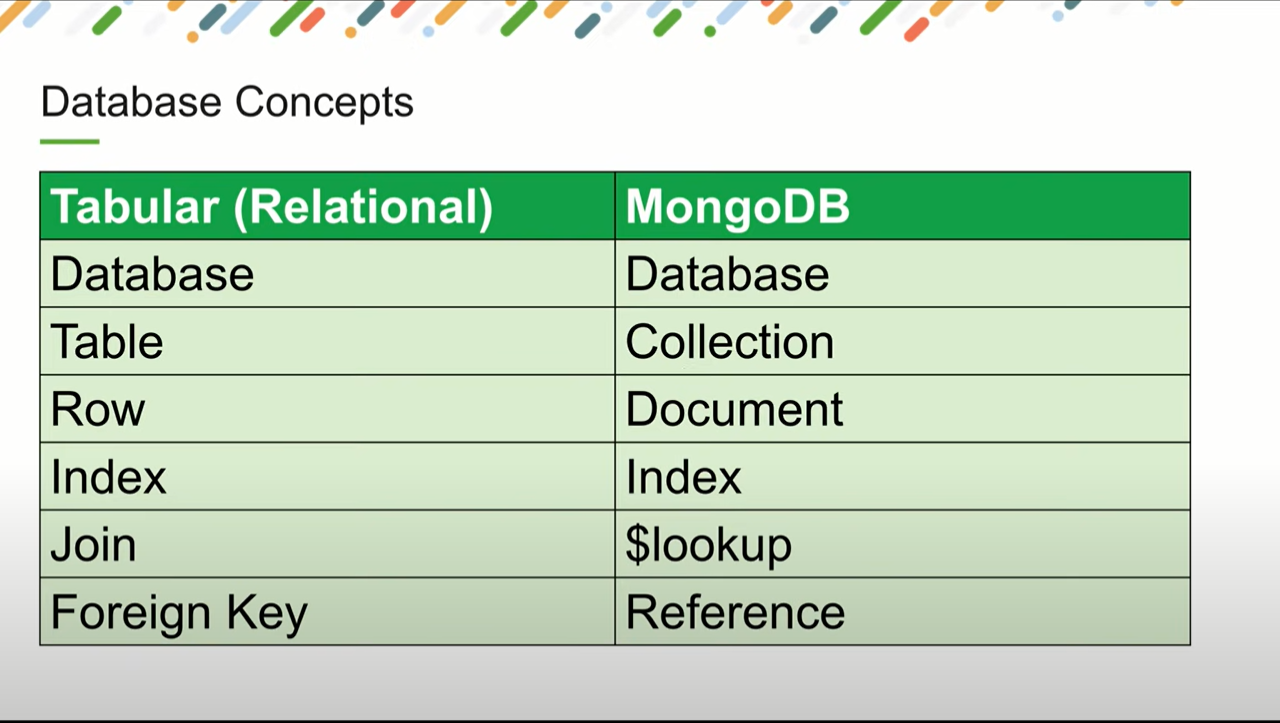 Database Concepts
Tabular (Relational) MongoDB
Database Database
Table Collection
Row Document
Index Index
Join $lookup
Foreign Key Reference